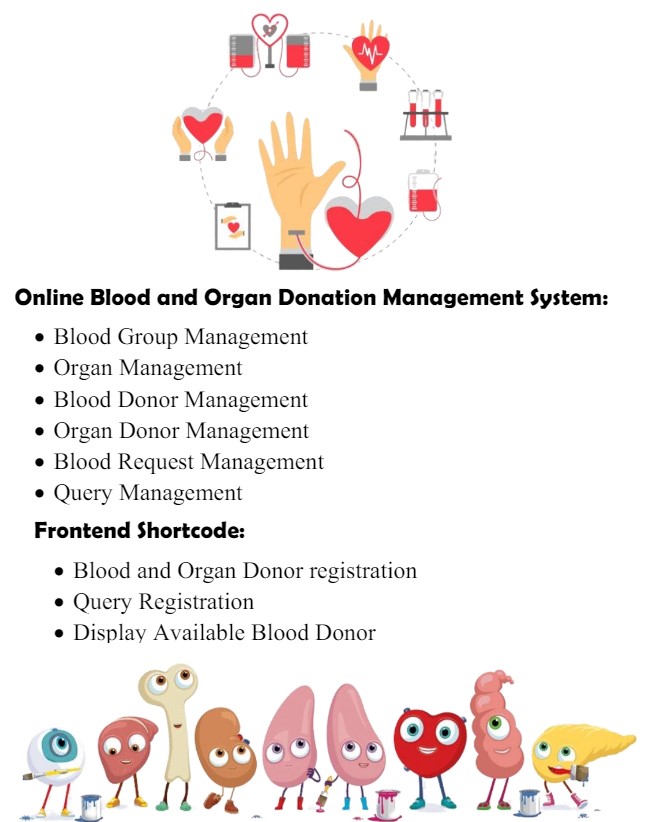 Online Blood and Organ Donation Management System:
• Blood Group Management
• Organ Management
• Blood Donor Management
• Organ Donor Management
• Blood Request Management
• Query Management
Frontend Shortcode:
• Blood and Organ Donor registration
• Query Registration
• Display Available Blood Donor